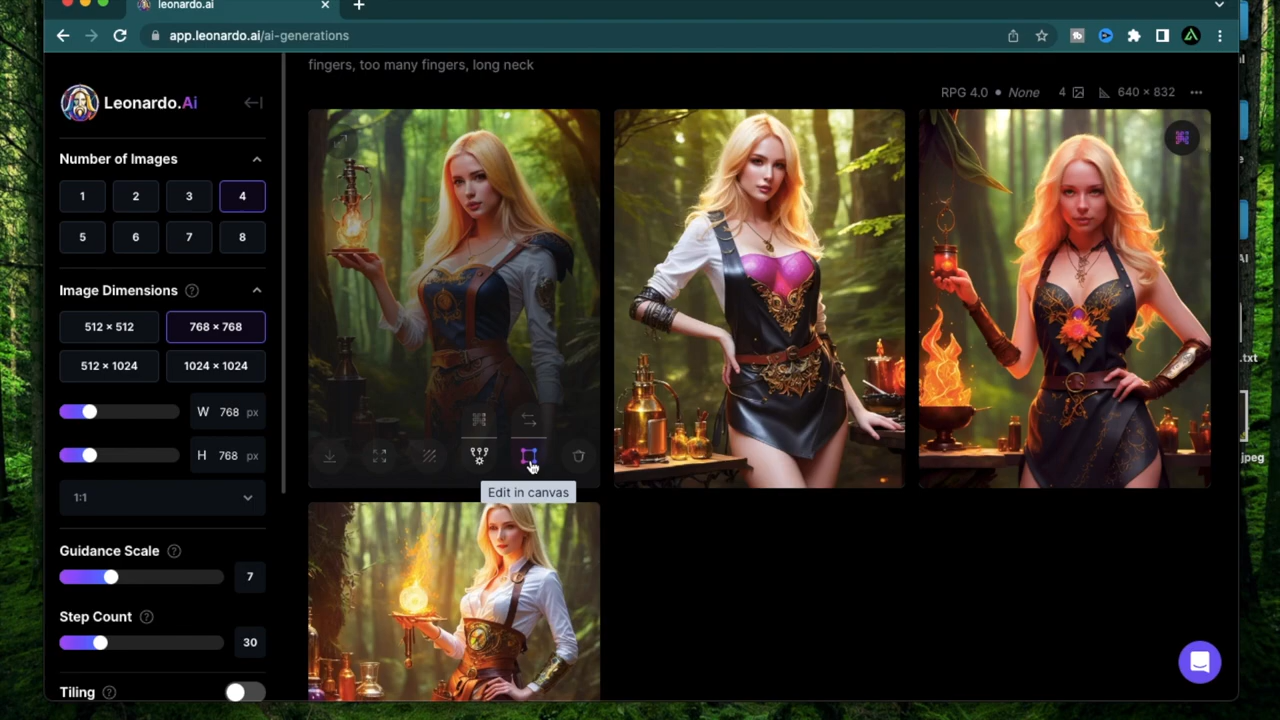 leonardo.ai
app.leonardo.ai/ai-generations
fingers, too many fingers, long neck
Leonardo.Ai
RPG 4.0 • None 4 640 × 832
Number of Images
1 2 3 4
5 6 7 8
Image Dimensions
512 × 512 768 × 768
512 × 1024 1024 × 1024
W 768 px
H 768 px
Edit in canvas
1:1
Guidance Scale
7
Step Count
30
Tiling
.txt
.jpeg